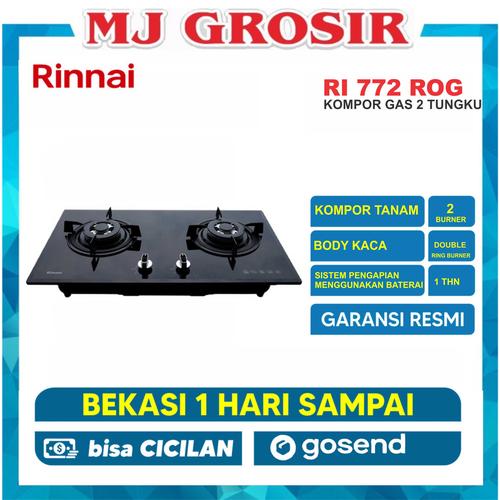 MJ GROSIR
Rinnai
RI 772 ROG
KOMPOR GAS 2 TUNGKU
KOMPOR TANAM
2
BURNER
BODY KACA
DOUBLE
RING BURNER
SISTEM PENGAPIAN
MENGGUNAKAN BATERAI
1 THN
GARANSI RESMI
Rinnai
BEKASI 1 HARI SAMPAI
bisa CICILAN
gosend